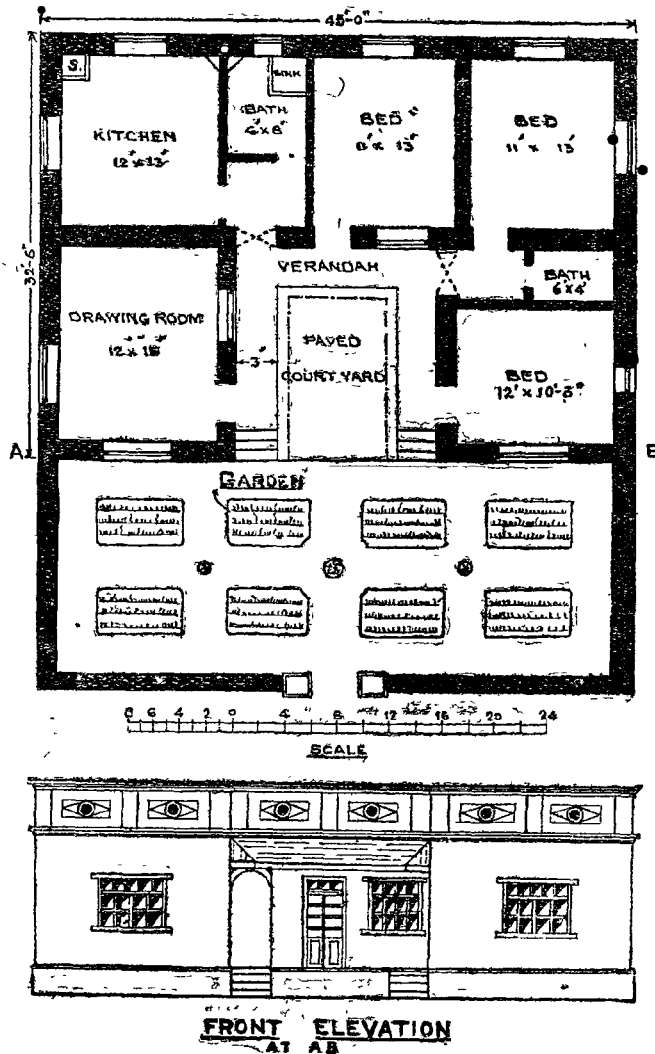 45'-0"
S.
SINK
KITCHEN
12' x 13'
BATH
6' x 8'
BED
13'
BED
11' x 13'
32'-6"
VERANDAH
BATH
6'x4'
DRAWING ROOM
12 x 15'
3'
PAVED
COURT YARD
BED
12' x 10'-3"
A
B
GARDEN
8 6 4 2 0 4 8 12 16 20 24
SCALE
FRONT ELEVATION
AT AB